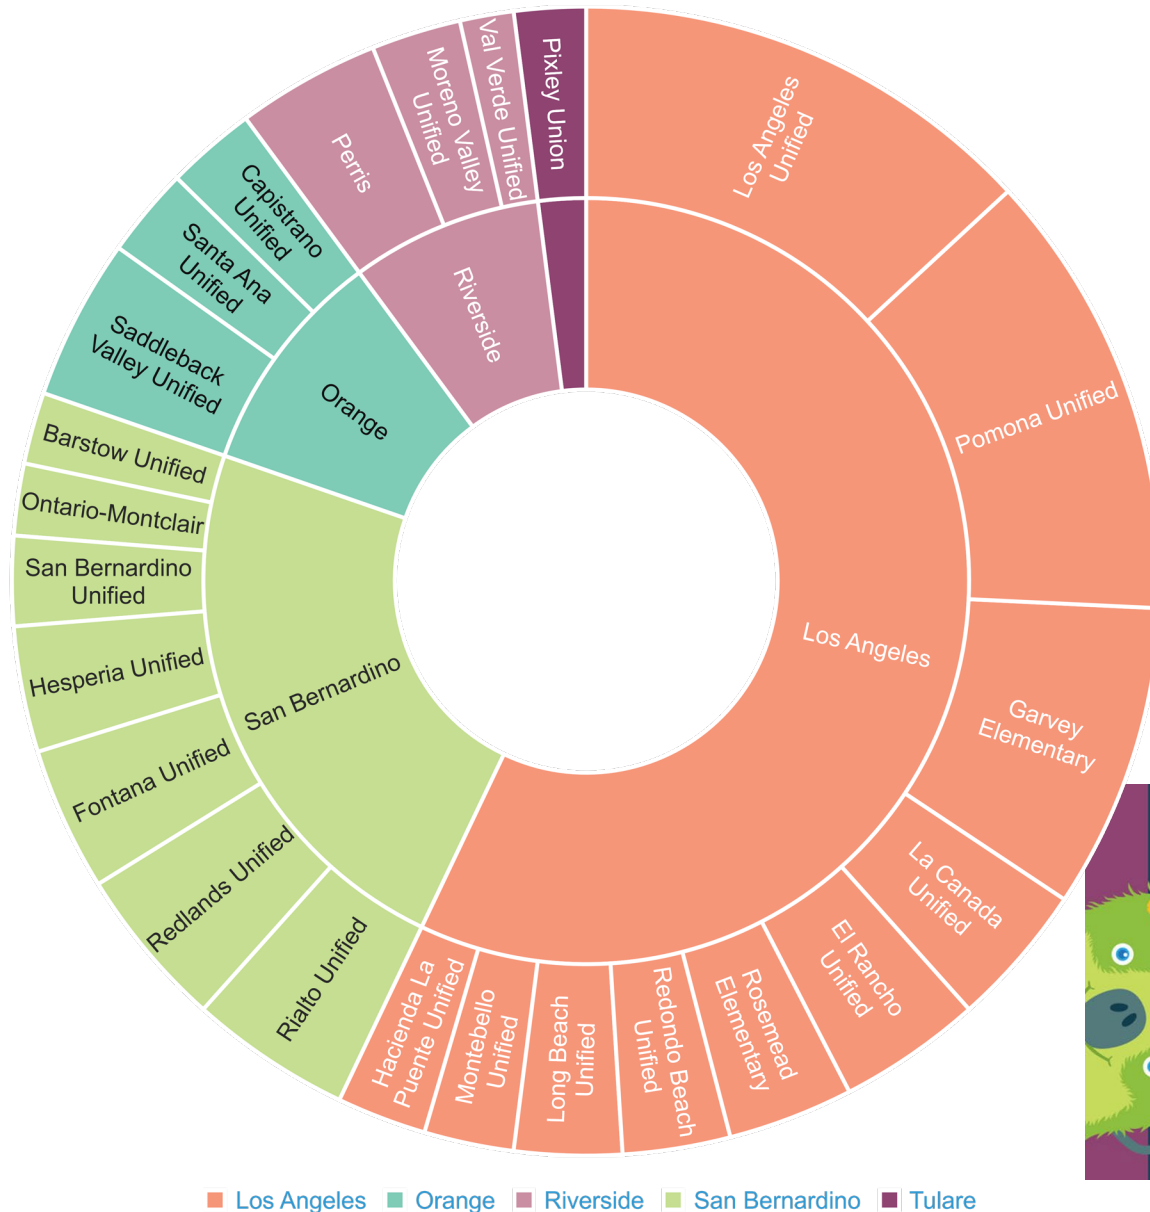 Los Angeles
Unified
Pomona Unified
Garvey
Elementary
La Canada
Unified
El Rancho
Unified
Rosemead
Elementary
Redondo Beach
Unified
Long Beach
Unified
Montebello
Unified
Hacienda La
Puente Unified
Rialto Unified
Redlands Unified
Fontana Unified
Hesperia Unified
San Bernardino
Unified
Ontario-Montclair
Barstow Unified
Saddleback
Valley Unified
Santa Ana
Unified
Capistrano
Unified
Perris
Moreno Valley
Unified
Val Verde Unified
Pixley Union
Los Angeles
San Bernardino
Orange
Riverside
Los Angeles Orange Riverside San Bernardino Tulare